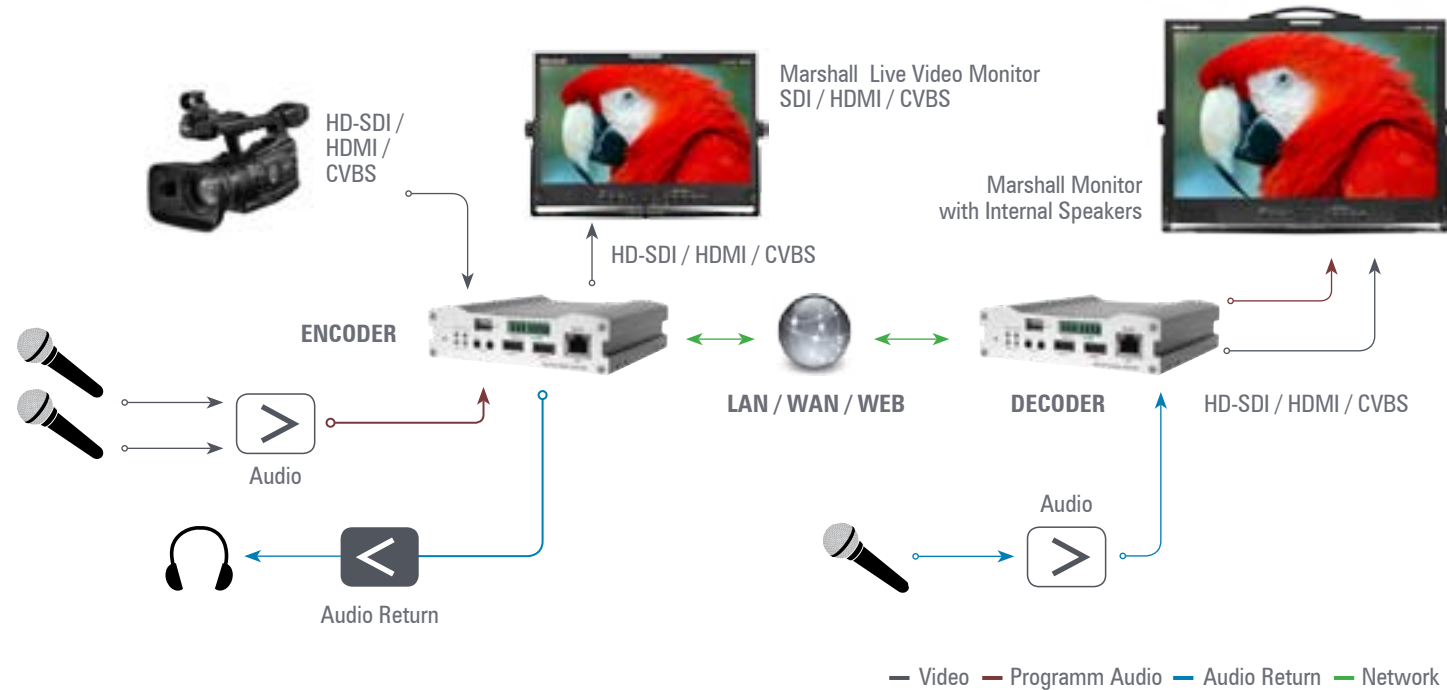 HD-SDI /
HDMI /
CVBS
Marshall Live Video Monitor
SDI / HDMI / CVBS
Marshall Monitor
with Internal Speakers
HD-SDI / HDMI / CVBS
ENCODER
LAN / WAN / WEB
DECODER
HD-SDI / HDMI / CVBS
Audio
Audio
Audio Return
Video
Programm Audio
Audio Return
Network